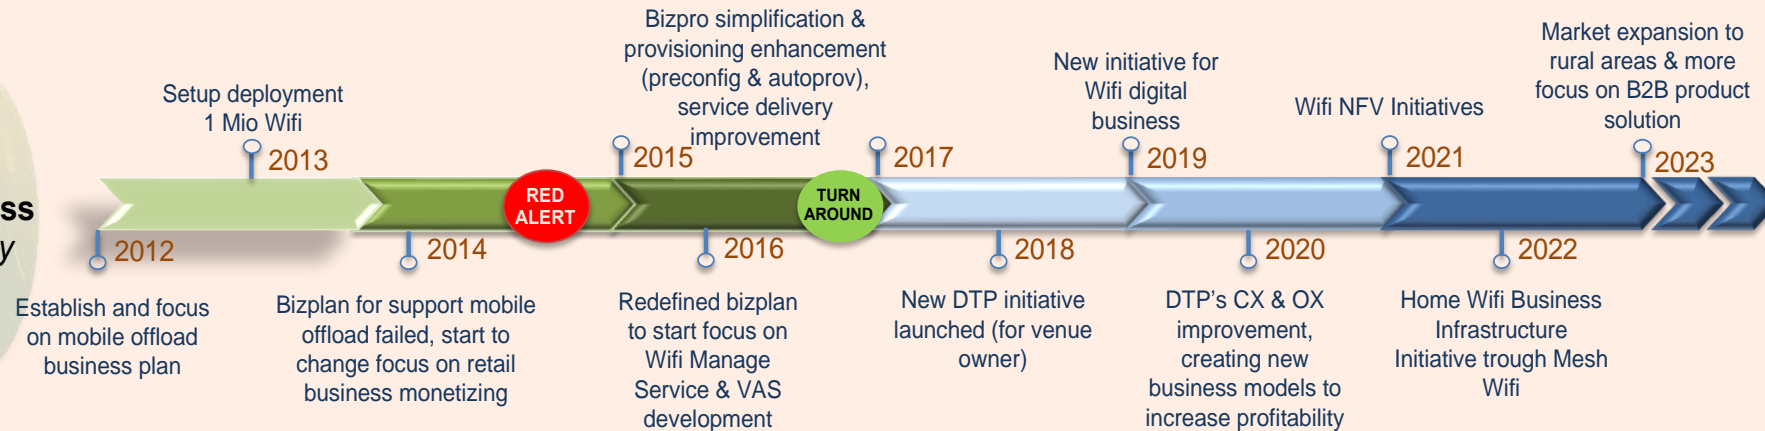 ss
y
Setup deployment
1 Mio Wifi
2013
Bizpro simplification &
provisioning enhancement
(preconfig & autoprov),
service delivery
improvement
2015
2017
New initiative for
Wifi digital
business
2019
Wifi NFV Initiatives
2021
Market expansion to
rural areas & more
focus on B2B product
solution
2023
RED
ALERT
TURN
AROUND
2012
Establish and focus
on mobile offload
business plan
2014
Bizplan for support mobile
offload failed, start to
change focus on retail
business monetizing
2016
Redefined bizplan
to start focus on
Wifi Manage
Service & VAS
development
2018
New DTP initiative
launched (for venue
owner)
2020
DTP's CX & OX
improvement,
creating new
business models to
increase profitability
2022
Home Wifi Business
Infrastructure
Initiative trough Mesh
Wifi